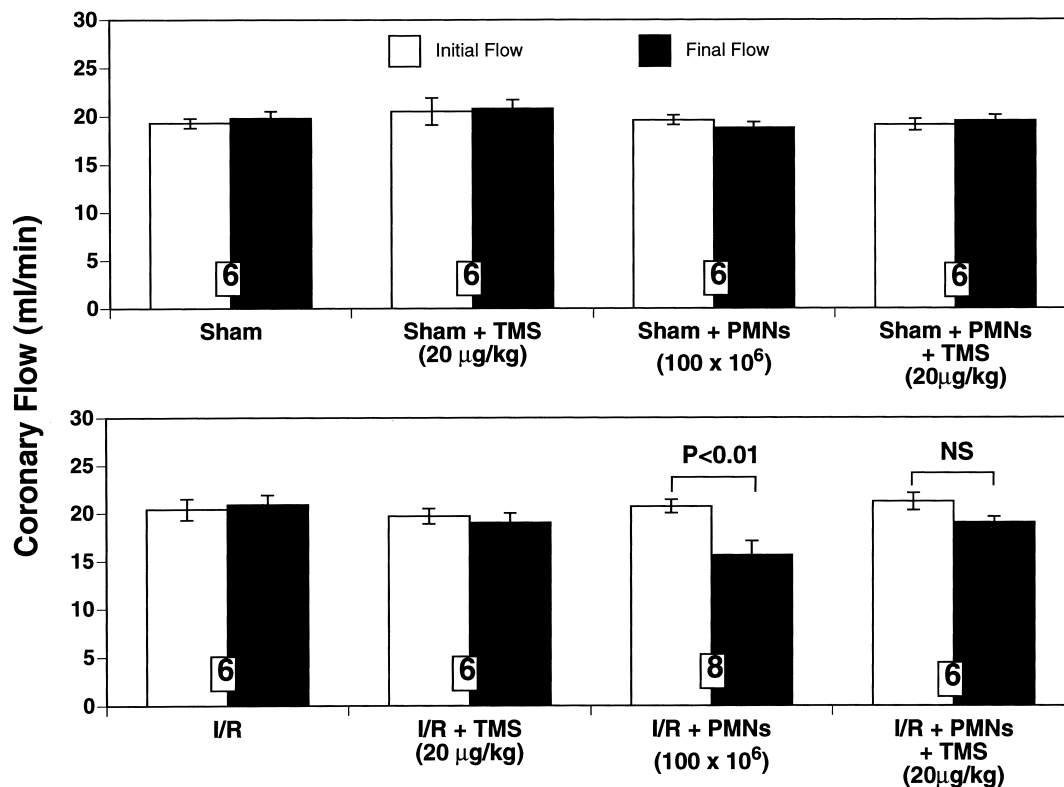 Coronary Flow (ml/min)
30
25
20
15
10
5
0
Initial Flow
Final Flow
6
6
6
6
Sham
Sham + TMS
(20 μg/kg)
Sham + PMNs
(100 x 10⁶)
Sham + PMNs
+ TMS
(20μg/kg)
30
25
20
15
10
5
0
P<0.01
NS
6
6
8
6
I/R
I/R + TMS
(20 μg/kg)
I/R + PMNs
(100 x 10⁶)
I/R + PMNs
+ TMS
(20μg/kg)